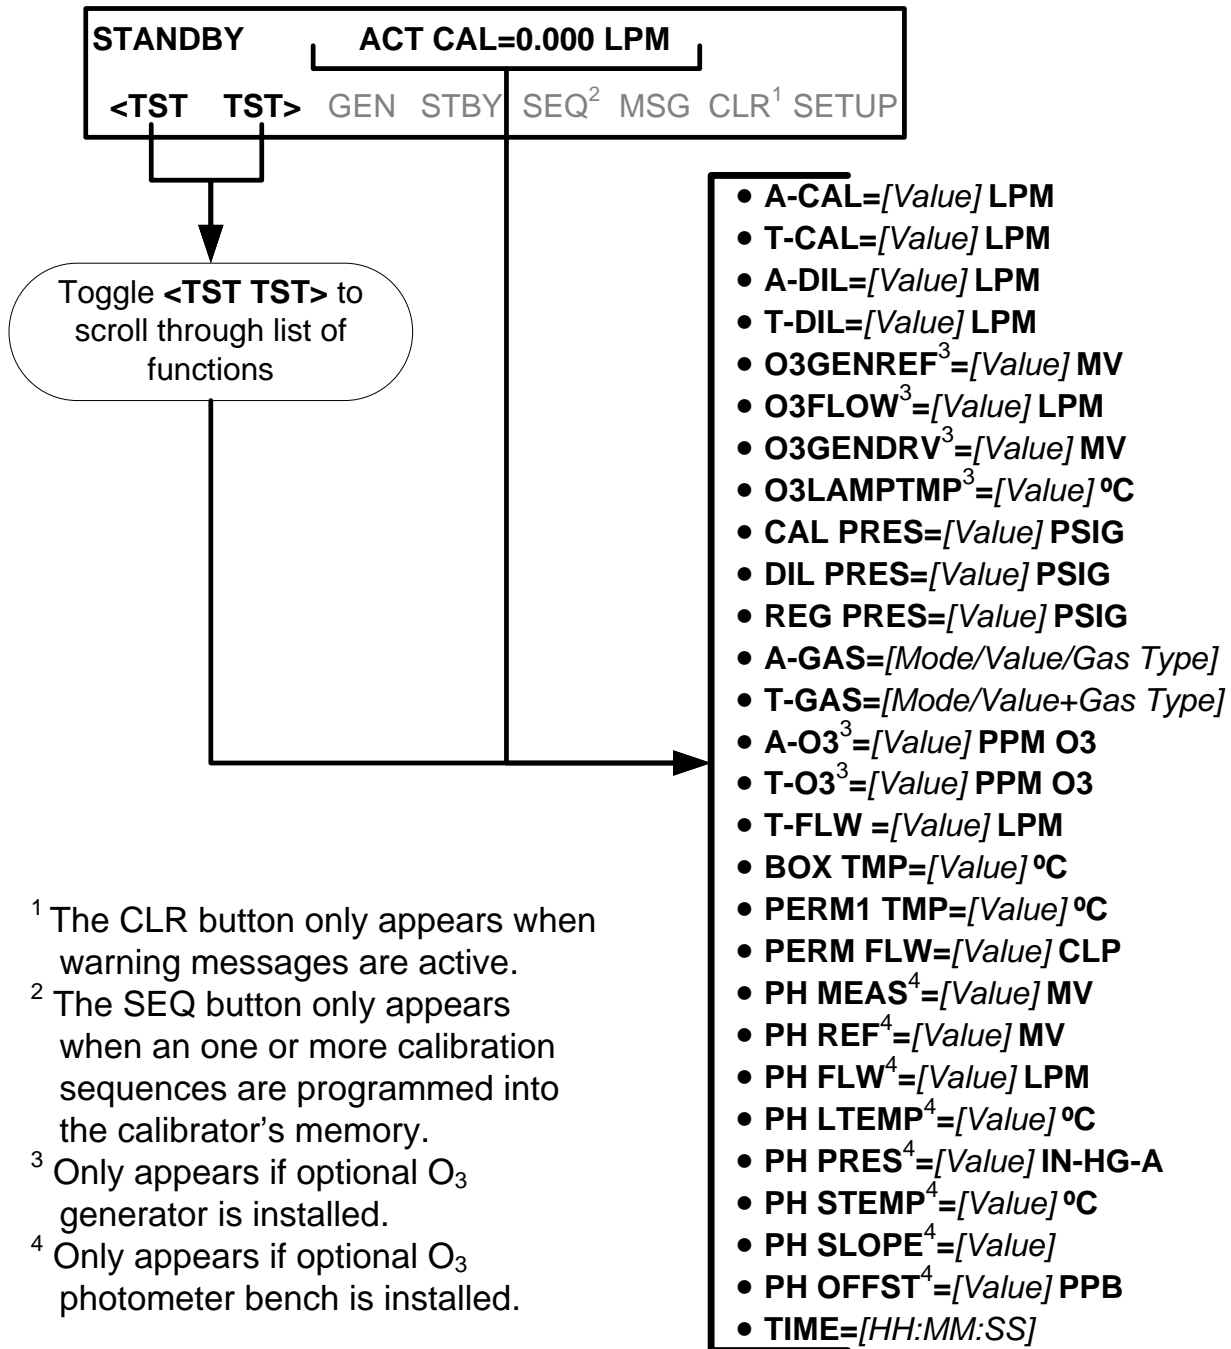 STANDBY ACT CAL=0.000 LPM
<TST TST> GEN STBY SEQ² MSG CLR¹ SETUP
Toggle <TST TST> to
scroll through list of
functions
• A-CAL=[Value] LPM
• T-CAL=[Value] LPM
• A-DIL=[Value] LPM
• T-DIL=[Value] LPM
• O3GENREF³=[Value] MV
• O3FLOW³=[Value] LPM
• O3GENDRV³=[Value] MV
• O3LAMPTMP³=[Value] ºC
• CAL PRES=[Value] PSIG
• DIL PRES=[Value] PSIG
• REG PRES=[Value] PSIG
• A-GAS=[Mode/Value/Gas Type]
• T-GAS=[Mode/Value+Gas Type]
• A-O3³=[Value] PPM O3
• T-O3³=[Value] PPM O3
• T-FLW =[Value] LPM
• BOX TMP=[Value] ºC
• PERM1 TMP=[Value] ºC
• PERM FLW=[Value] CLP
• PH MEAS⁴=[Value] MV
• PH REF⁴=[Value] MV
• PH FLW⁴=[Value] LPM
• PH LTEMP⁴=[Value] ºC
• PH PRES⁴=[Value] IN-HG-A
• PH STEMP⁴=[Value] ºC
• PH SLOPE⁴=[Value]
• PH OFFST⁴=[Value] PPB
• TIME=[HH:MM:SS]
¹ The CLR button only appears when
warning messages are active.
² The SEQ button only appears
when an one or more calibration
sequences are programmed into
the calibrator's memory.
³ Only appears if optional O₃
generator is installed.
⁴ Only appears if optional O₃
photometer bench is installed.